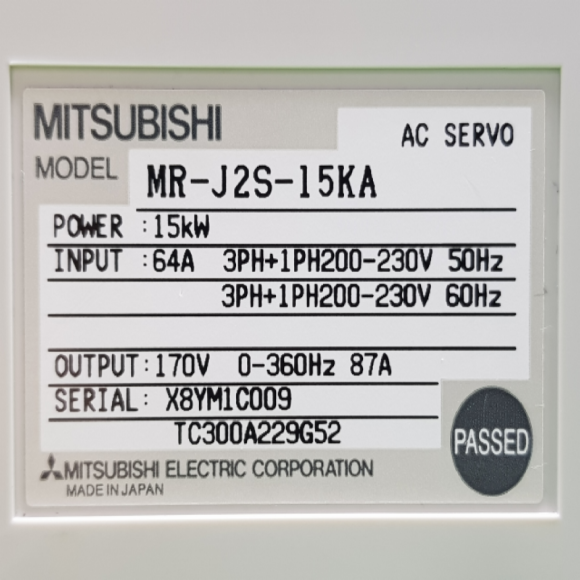 MITSUBISHI
AC SERVO
MODEL MR-J2S-15KA
POWER :15kW
INPUT :64A 3PH+1PH200-230V 50Hz
3PH+1PH200-230V 60Hz
OUTPUT:170V 0-360Hz 87A
SERIAL: X8YM1C009
TC300A229G52
PASSED
MITSUBISHI ELECTRIC CORPORATION
MADE IN JAPAN